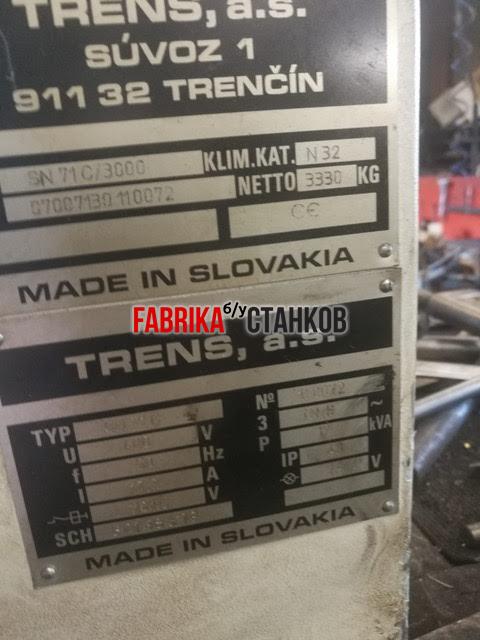 TRENS, a.s.
SÚVOZ 1
911 32 TRENČÍN
SN 71 C/3000 KLIM.KAT. N 32
07007130 110072 NETTO 3330 KG
CE
MADE IN SLOVAKIA
FABRIKA б/у СТАНКОВ
TRENS, a.s.
TYP Nº
U V 3 ~
f Hz P kVA
I A IP
V V
SCH
MADE IN SLOVAKIA